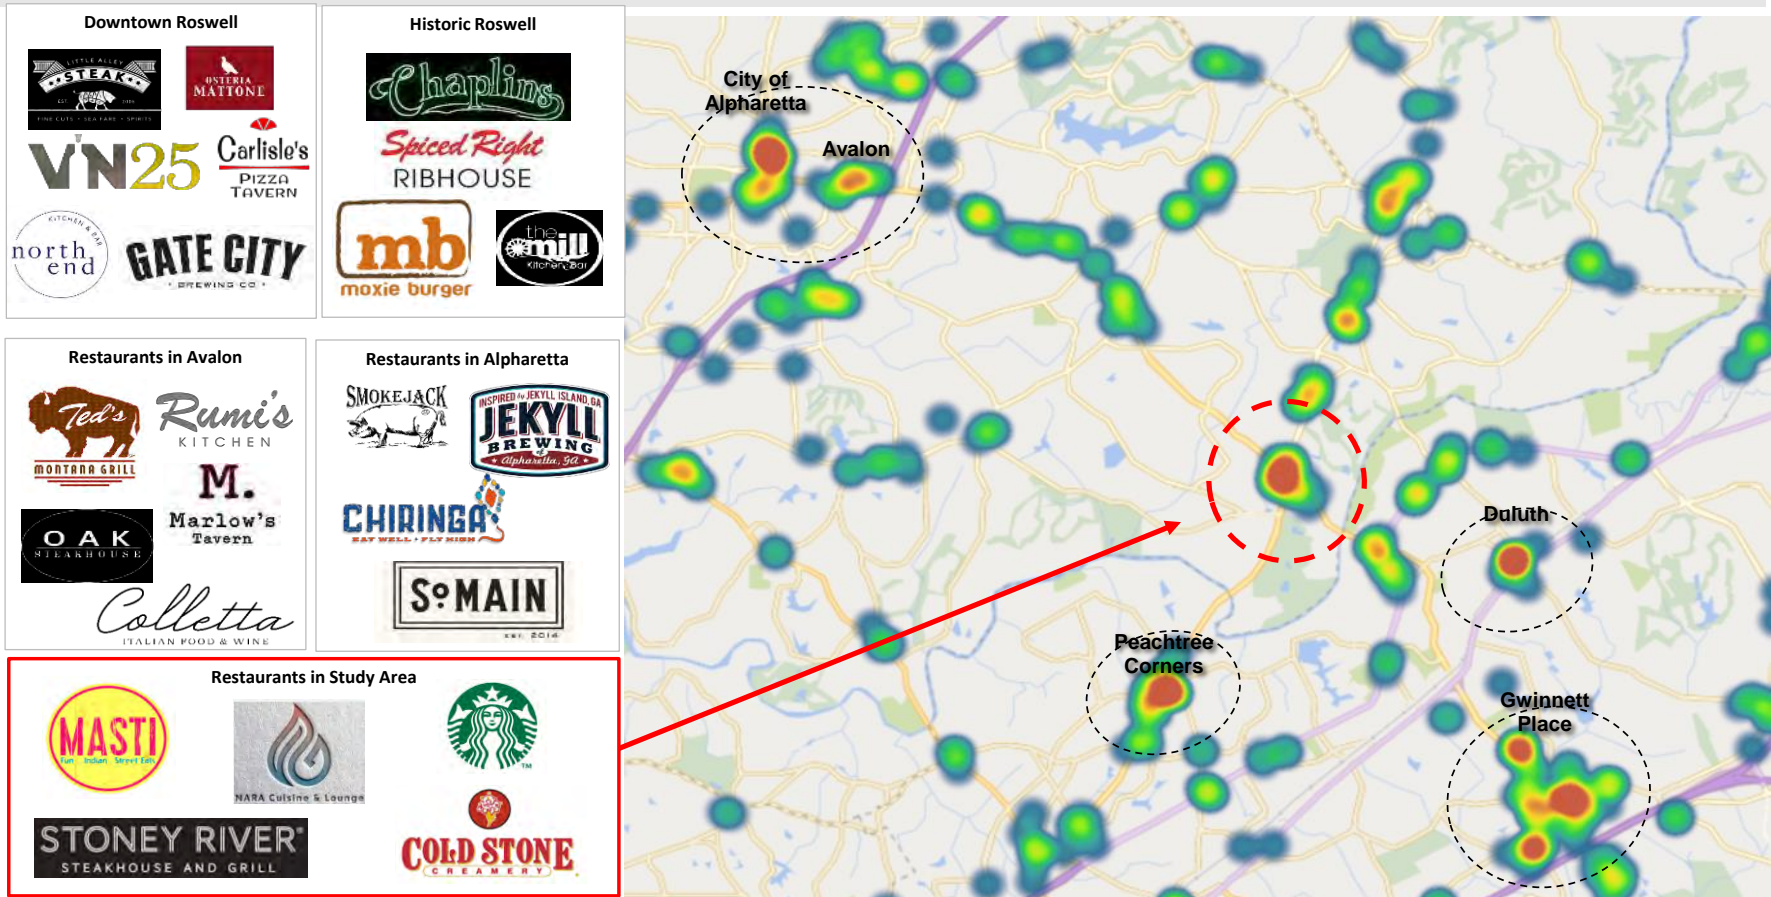 Downtown Roswell
LITTLE ALLEY
STEAK
EST. 2014
FINE CUTS • SEA FARE • SPIRITS
OSTERIA
MATTONE
VIN25
Carlisle's
PIZZA
TAVERN
KITCHEN & BAR
north
end
GATE CITY
• BREWING CO •
Historic Roswell
Chaplins
Spiced Right
RIBHOUSE
mb
moxie burger
the
mill
Kitchen & Bar
Restaurants in Avalon
Ted's
MONTANA GRILL
Rumi's
KITCHEN
M.
Marlow's
Tavern
OAK
STEAKHOUSE
Colletta
ITALIAN FOOD & WINE
Restaurants in Alpharetta
SMOKEJACK
INSPIRED by JEKYLL ISLAND, GA
JEKYLL
BREWING
of
Alpharetta, GA
CHIRINGA
EAT WELL • FLY HIGH
So MAIN
EST. 2014
Restaurants in Study Area
MASTI
Fun Indian Street Eats
NARA Cuisine & Lounge
TM
STONEY RIVER®
STEAKHOUSE AND GRILL
COLD STONE
CREAMERY
City of
Alpharetta
Avalon
Duluth
Peachtree
Corners
Gwinnett
Place